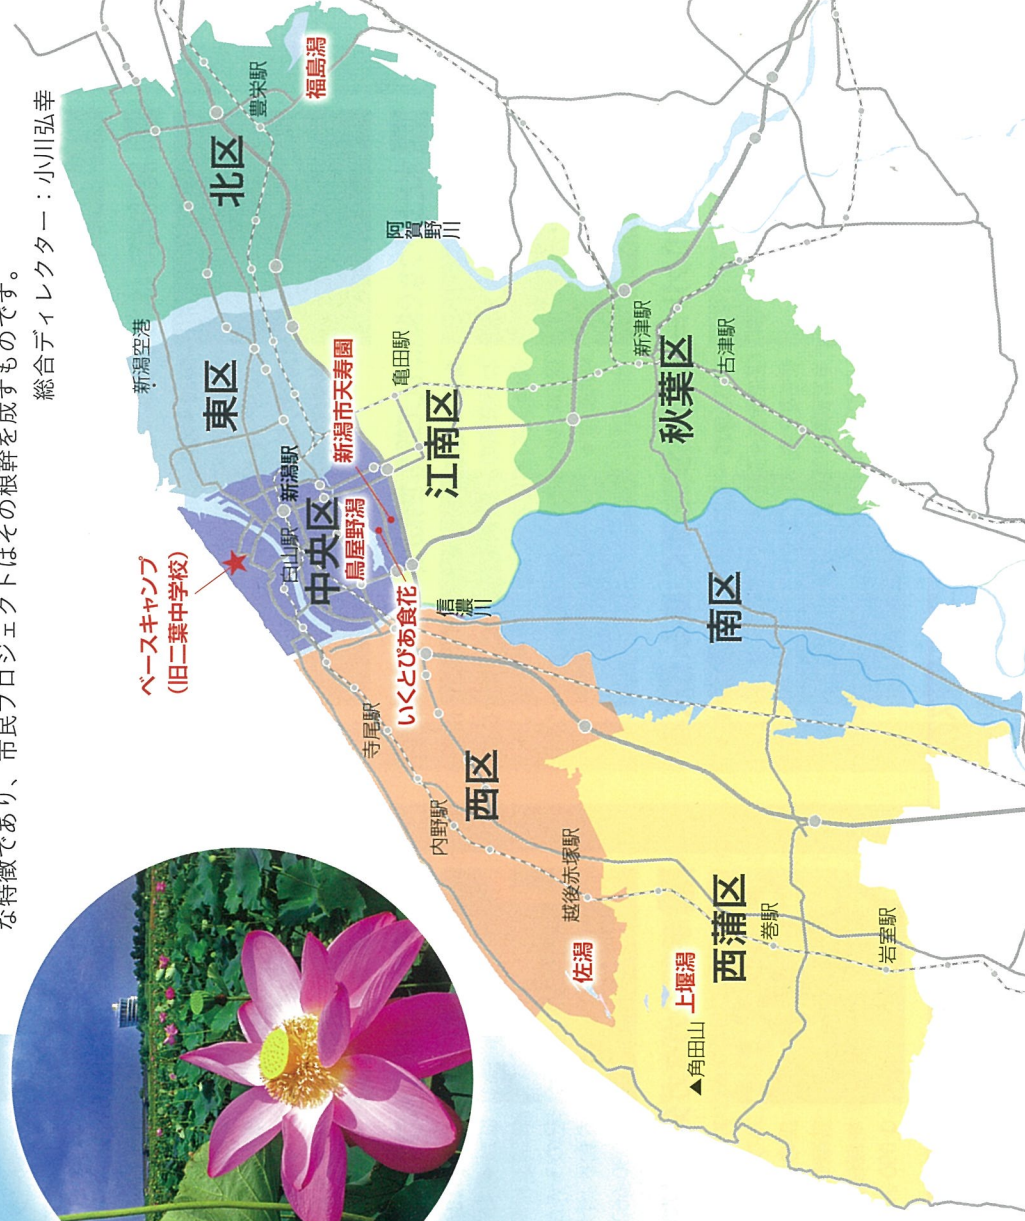 な特徴であり、市民プロジェクトはその根幹を成すものです。
総合ディレクター：小川弘幸
ベースキャンプ
（旧二葉中学校）
新潟空港
北区
豊栄駅
福島潟
阿賀野川
東区
新潟駅
白山駅
中央区
鳥屋野潟
新潟市天寿園
いくとぴあ食花
亀田駅
江南区
信濃川
新津駅
秋葉区
古津駅
南区
寺尾駅
内野駅
西区
越後赤塚駅
佐潟
上堰潟
▲角田山
西蒲区
巻駅
岩室駅